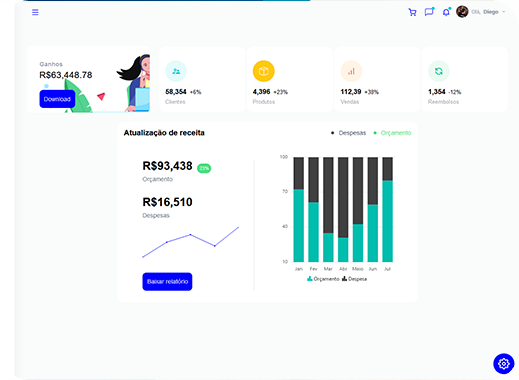 Olá, Diego
Ganhos
R$63,448.78
Download
58,354 +6%
Clientes
4,396 +23%
Produtos
112,39 +38%
Vendas
1,354 -12%
Reembolsos
Atualização de receita
Despesas
Orçamento
R$93,438 23%
Orçamento
R$16,510
Despesas
Baixar relatório
100
70
40
10
Jan Fev Mar Abr Maio Jun Jul
Orçamento Despesa